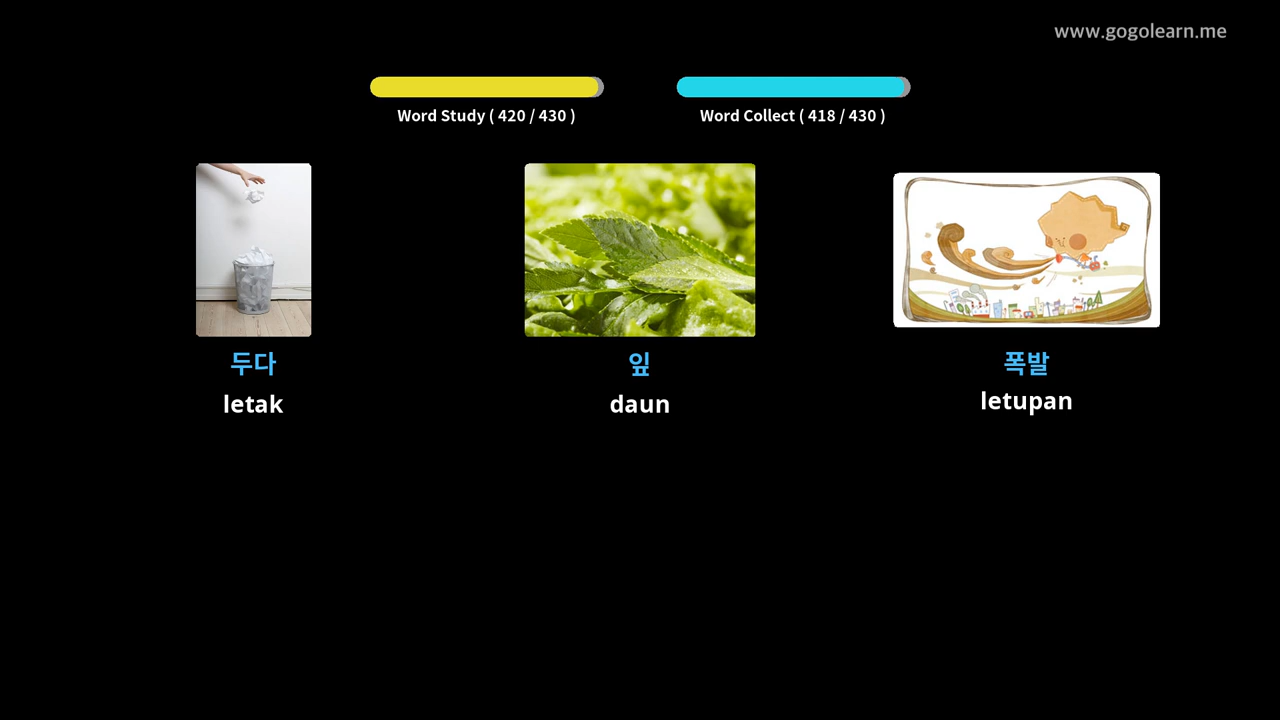 www.gogolearn.me
Word Study ( 420 / 430 )
Word Collect ( 418 / 430 )
두다
잎
폭발
letak
daun
letupan